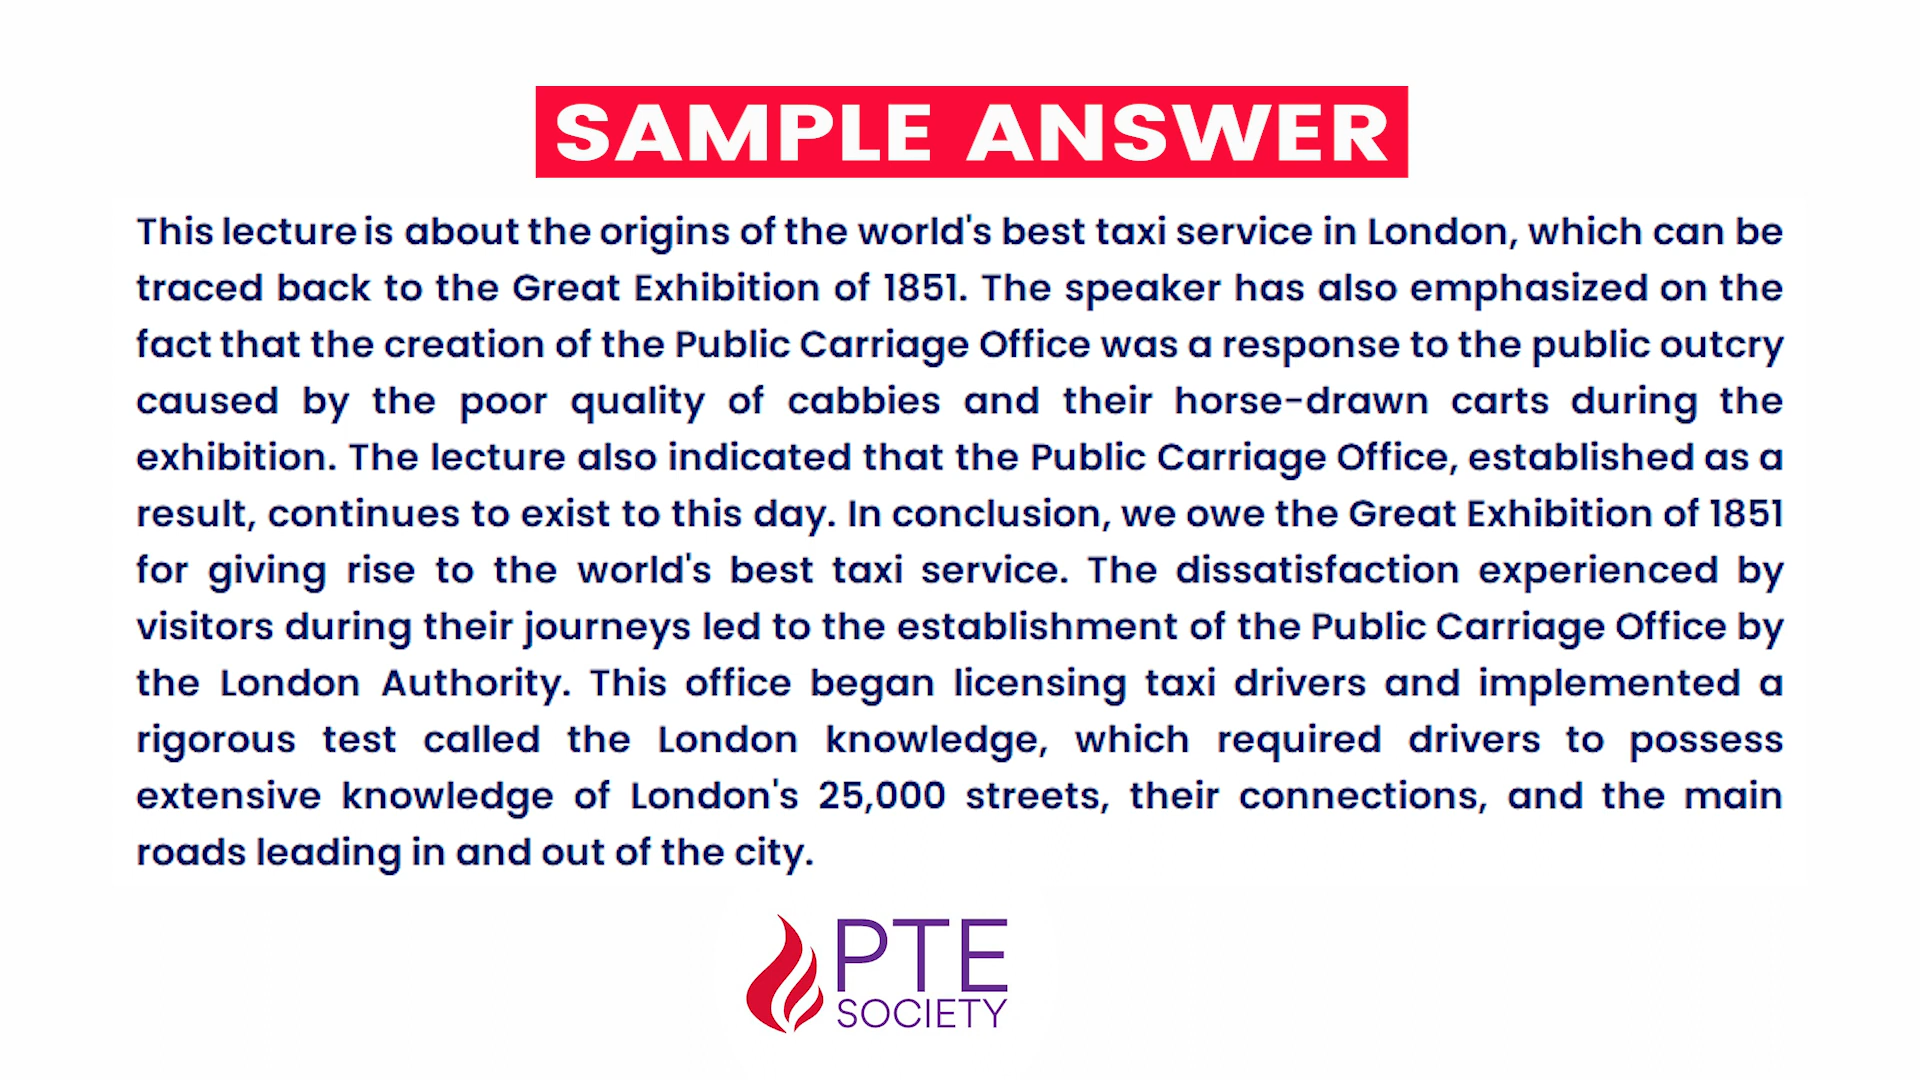 SAMPLE ANSWER
This lecture is about the origins of the world's best taxi service in London, which can be
traced back to the Great Exhibition of 1851. The speaker has also emphasized on the
fact that the creation of the Public Carriage Office was a response to the public outcry
caused by the poor quality of cabbies and their horse-drawn carts during the
exhibition. The lecture also indicated that the Public Carriage Office, established as a
result, continues to exist to this day. In conclusion, we owe the Great Exhibition of 1851
for giving rise to the world's best taxi service. The dissatisfaction experienced by
visitors during their journeys led to the establishment of the Public Carriage Office by
the London Authority. This office began licensing taxi drivers and implemented a
rigorous test called the London knowledge, which required drivers to possess
extensive knowledge of London's 25,000 streets, their connections, and the main
roads leading in and out of the city.
PTE
SOCIETY